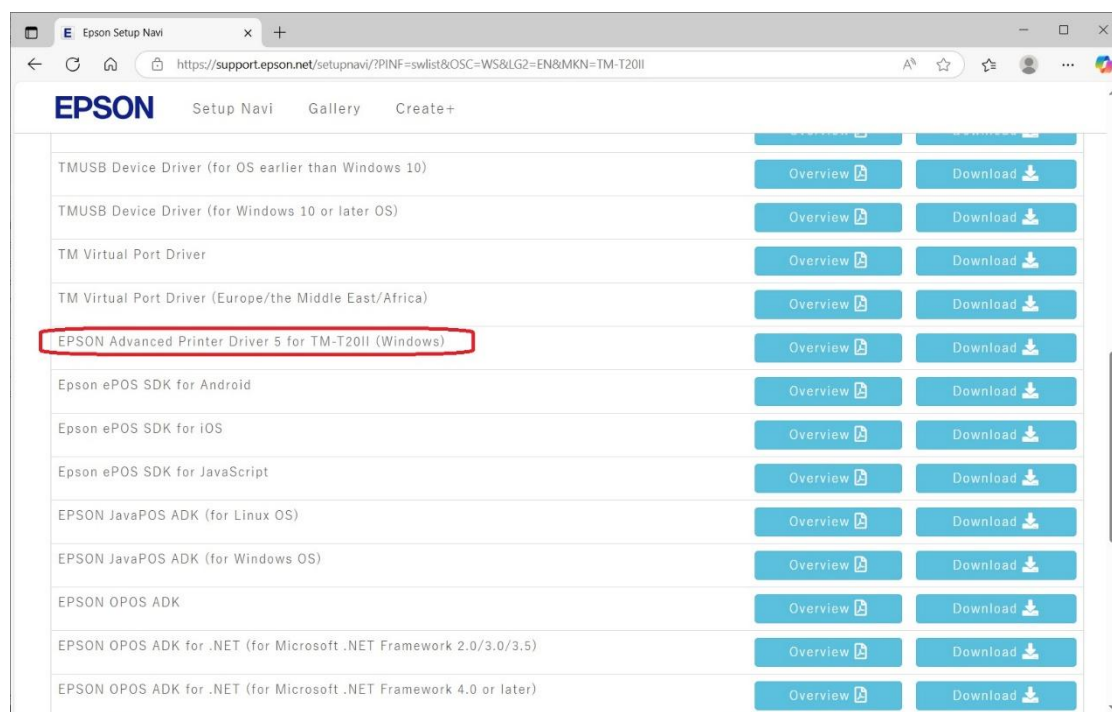 Epson Setup Navi
https://support.epson.net/setupnavi/?PINF=swlist&OSC=WS&LG2=EN&MKN=TM-T20II
EPSON Setup Navi Gallery Create+
TMUSB Device Driver (for OS earlier than Windows 10) Overview Download
TMUSB Device Driver (for Windows 10 or later OS) Overview Download
TM Virtual Port Driver Overview Download
TM Virtual Port Driver (Europe/the Middle East/Africa) Overview Download
EPSON Advanced Printer Driver 5 for TM-T20II (Windows) Overview Download
Epson ePOS SDK for Android Overview Download
Epson ePOS SDK for iOS Overview Download
Epson ePOS SDK for JavaScript Overview Download
EPSON JavaPOS ADK (for Linux OS) Overview Download
EPSON JavaPOS ADK (for Windows OS) Overview Download
EPSON OPOS ADK Overview Download
EPSON OPOS ADK for .NET (for Microsoft .NET Framework 2.0/3.0/3.5) Overview Download
EPSON OPOS ADK for .NET (for Microsoft .NET Framework 4.0 or later) Overview Download